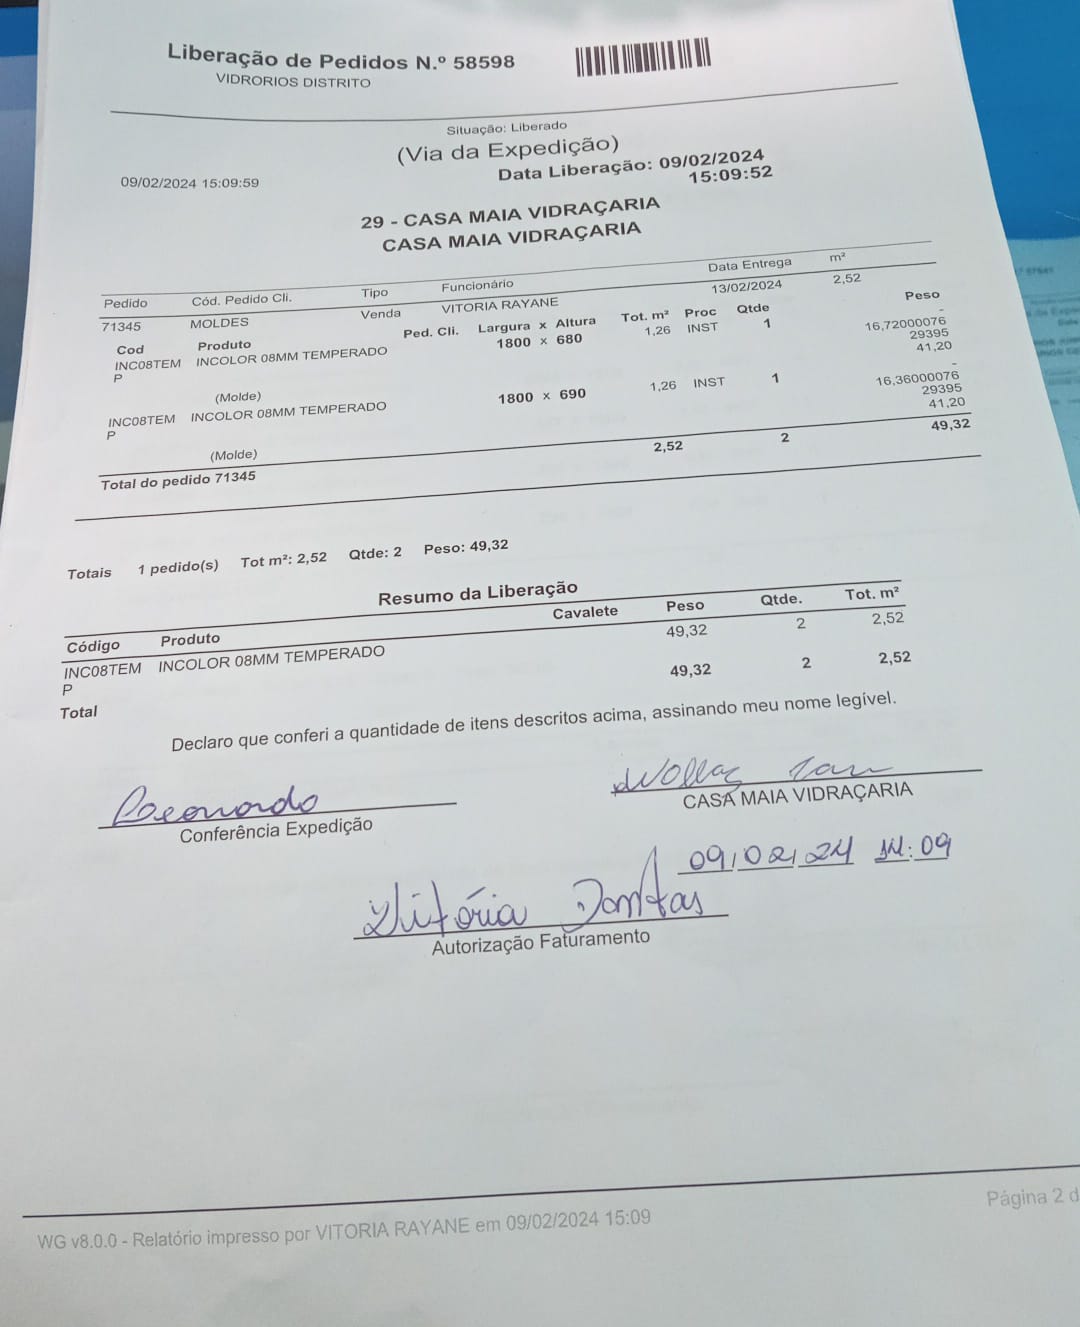 Liberação de Pedidos N.º 58598
VIDRORIOS DISTRITO
Situação: Liberado
(Via da Expedição)
09/02/2024 15:09:59
Data Liberação: 09/02/2024 15:09:52
29 - CASA MAIA VIDRAÇARIA
CASA MAIA VIDRAÇARIA
Pedido Cód. Pedido Cli. Tipo Funcionário Data Entrega m²
71345 MOLDES Venda VITORIA RAYANE 13/02/2024 2,52
Cod Produto Ped. Cli. Largura x Altura Tot. m² Proc Qtde Peso
INC08TEM INCOLOR 08MM TEMPERADO 1800 x 680 1,26 INST 1 -
P 16,72000076
29395
(Molde) 41,20
INC08TEM INCOLOR 08MM TEMPERADO 1800 x 690 1,26 INST 1 -
P 16,36000076
29395
(Molde) 41,20
Total do pedido 71345 2,52 2 49,32
Totais 1 pedido(s) Tot m²: 2,52 Qtde: 2 Peso: 49,32
Resumo da Liberação
Código Produto Cavalete Peso Qtde. Tot. m²
INC08TEM INCOLOR 08MM TEMPERADO 49,32 2 2,52
P
Total 49,32 2 2,52
Declaro que conferi a quantidade de itens descritos acima, assinando meu nome legível.
Leonardo
Conferência Expedição
CASA MAIA VIDRAÇARIA
09/02/24 14:09
Vitória Dantas
Autorização Faturamento
WG v8.0.0 - Relatório impresso por VITORIA RAYANE em 09/02/2024 15:09
Página 2 d